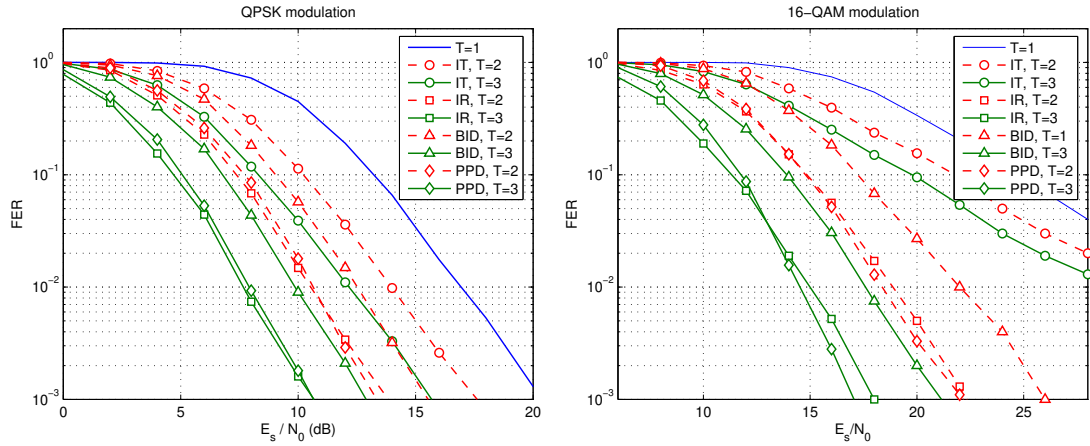 QPSK modulation
10^0
10^-1
10^-2
10^-3
FER
0
5
10
15
20
E_s / N_0 (dB)
T=1
IT, T=2
IT, T=3
IR, T=2
IR, T=3
BID, T=2
BID, T=3
PPD, T=2
PPD, T=3
16−QAM modulation
10^0
10^-1
10^-2
10^-3
FER
10
15
20
25
E_s/N_0
T=1
IT, T=2
IT, T=3
IR, T=2
IR, T=3
BID, T=1
BID, T=3
PPD, T=2
PPD, T=3